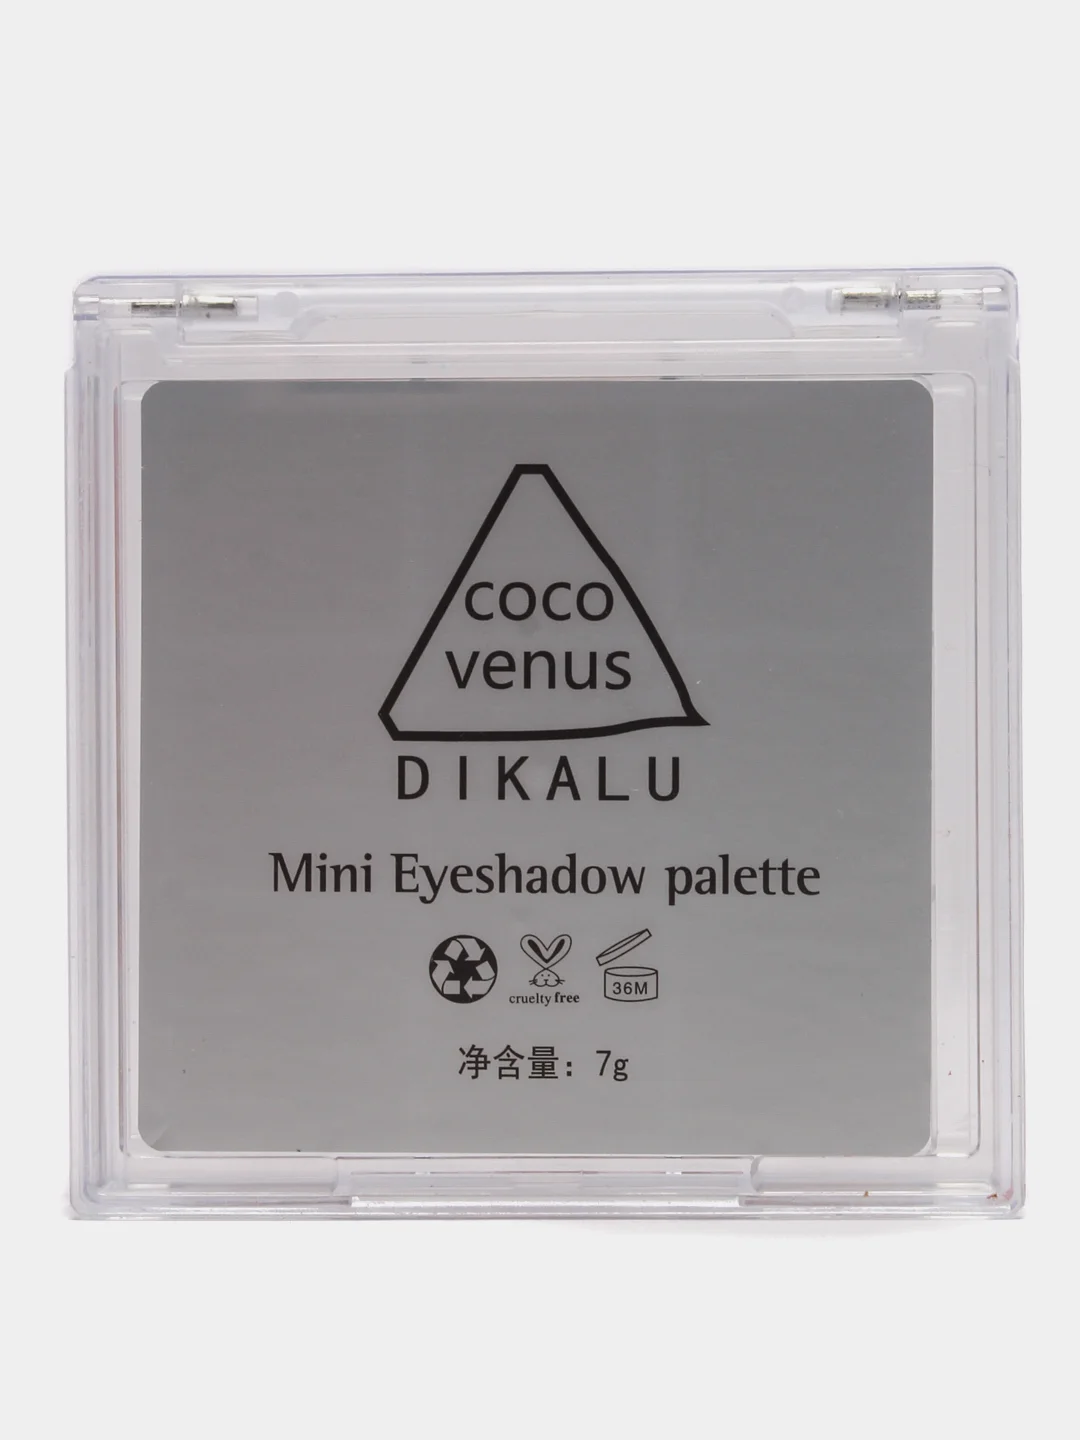 coco
venus
DIKALU
Mini Eyeshadow palette
cruelty free
36M
净含量：7g